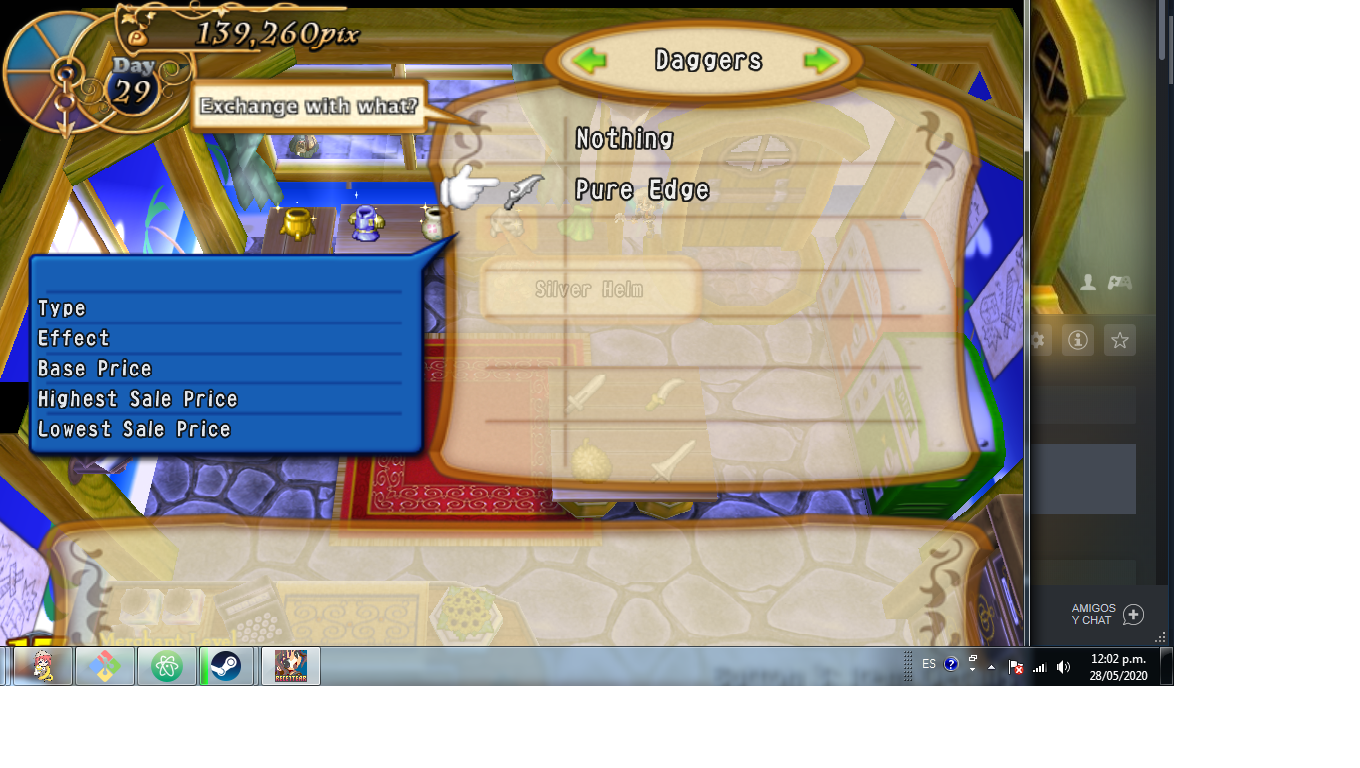 139,260pix
Day
29
Daggers
Exchange with what?
Nothing
Pure Edge
Silver Helm
Type
Effect
Base Price
Highest Sale Price
Lowest Sale Price
Merchant Level
AMIGOS
Y CHAT
ES
12:02 p.m.
28/05/2020
RECETTEAR